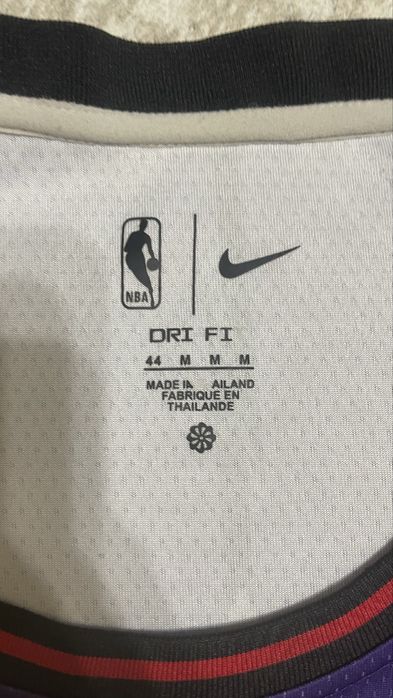 NBA
DRI FI
44 M M M
MADE IN AILAND
FABRIQUE EN
THAILANDE